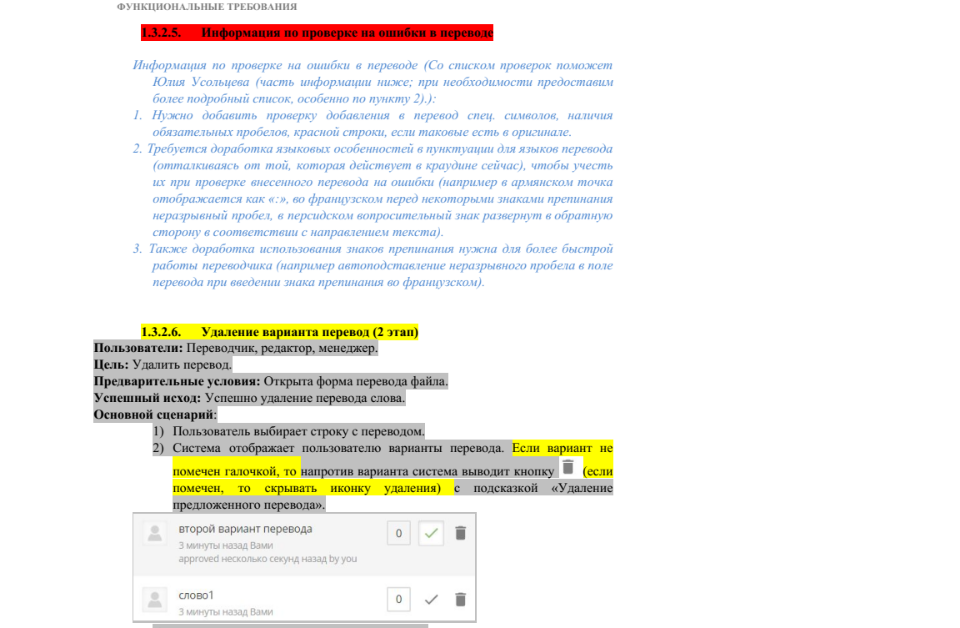 ФУНКЦИОНАЛЬНЫЕ ТРЕБОВАНИЯ
1.3.2.5. Информация по проверке на ошибки в переводе
Информация по проверке на ошибки в переводе (Со списком проверок поможет
Юлия Усольцева (часть информации ниже; при необходимости предоставим
более подробный список, особенно по пункту 2).):
1. Нужно добавить проверку добавления в перевод спец. символов, наличия
обязательных пробелов, красной строки, если таковые есть в оригинале.
2. Требуется доработка языковых особенностей в пунктуации для языков перевода
(отталкиваясь от той, которая действует в краудине сейчас), чтобы учесть
их при проверке внесенного перевода на ошибки (например в армянском точка
отображается как «:», во французском перед некоторыми знаками препинания
неразрывный пробел, в персидском вопросительный знак развернут в обратную
сторону в соответствии с направлением текста).
3. Также доработка использования знаков препинания нужна для более быстрой
работы переводчика (например автоподставление неразрывного пробела в поле
перевода при введении знака препинания во французском).
1.3.2.6. Удаление варианта перевод (2 этап)
Пользователи: Переводчик, редактор, менеджер.
Цель: Удалить перевод.
Предварительные условия: Открыта форма перевода файла.
Успешный исход: Успешно удаление перевода слова.
Основной сценарий:
1) Пользователь выбирает строку с переводом.
2) Система отображает пользователю варианты перевода. Если вариант не
помечен галочкой, то напротив варианта система выводит кнопку (если
помечен, то скрывать иконку удаления) с подсказкой «Удаление
предложенного перевода».
второй вариант перевода 0
3 минуты назад Вами
approved несколько секунд назад by you
слово1 0
3 минуты назад Вами